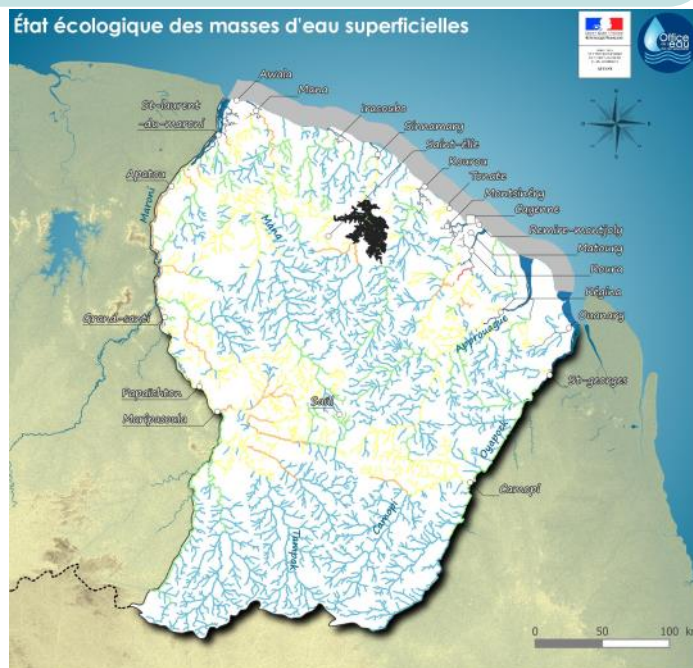 État écologique des masses d'eau superficielles
Office
de l'eau
Awala
Mana
St-laurent
-du-maroni
Iracoubo
Sinnamary
Saint-élie
Kourou
Tonate
Montsinéry
Cayenne
Remire-montjoly
Matoury
Roura
Régina
Ouanary
Apatou
Maroni
Mana
Grand-santi
Approuague
St-georges
Papaichton
Maripasoula
Saül
Oyapock
Camopi
Camopi
Tampok
0 50 100 km